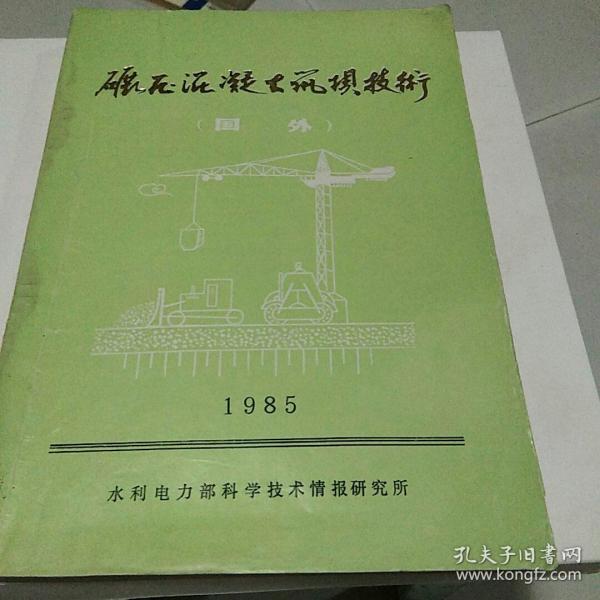 碾压混凝土筑坝技術
（国外）
1985
水利电力部科学技术情报研究所
孔夫子旧书网
www.kongfz.com